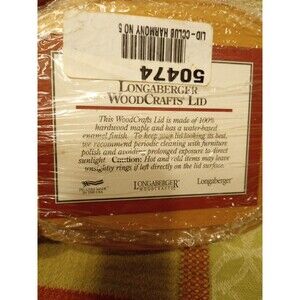 LID-CCLUB HARMONY NO 5
50474
LONGABERGER
WOODCRAFTS LID
This WoodCrafts Lid is made of 100%
hardwood maple and has a water-based
enamel finish. To keep your lid looking its best,
we recommend periodic cleaning with furniture
polish and avoiding prolonged exposure to direct
sunlight. Caution: Hot and cold items may leave
unsightly rings if left directly on the lid surface.
LONGABERGER
WOODCRAFTS
Longaberger